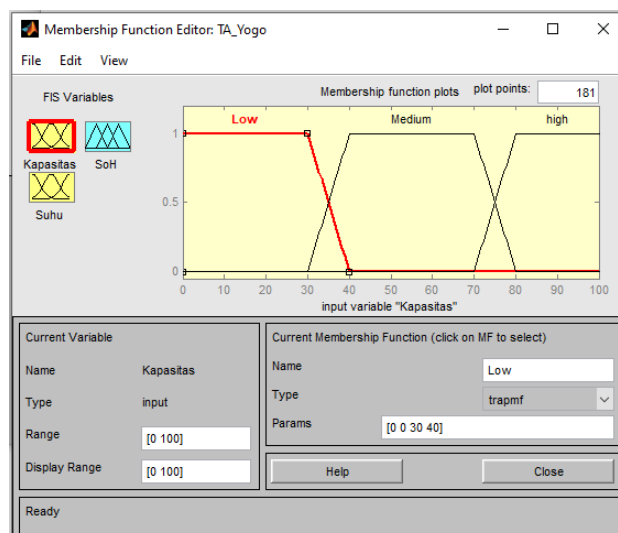 Membership Function Editor: TA_Yogo
File Edit View
FIS Variables
Kapasitas SoH
Suhu
Membership function plots plot points: 181
Low Medium high
1
0.5
0
0 10 20 30 40 50 60 70 80 90 100
input variable "Kapasitas"
Current Variable
Name Kapasitas
Type input
Range [0 100]
Display Range [0 100]
Current Membership Function (click on MF to select)
Name Low
Type trapmf
Params [0 0 30 40]
Help Close
Ready